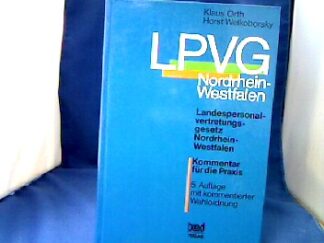 Klaus Orth
Horst Welkoborsky
LPVG
Nordrhein-
Westfalen
Landespersonal-
vertretungs-
gesetz
Nordrhein-
Westfalen
Kommentar
für die Praxis
5. Auflage
mit kommentierter
Wahlordnung